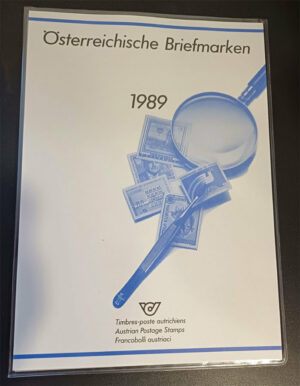 Österreichische Briefmarken
1989
Timbres-poste autrichiens
Austrian Postage Stamps
Francobolli austriaci